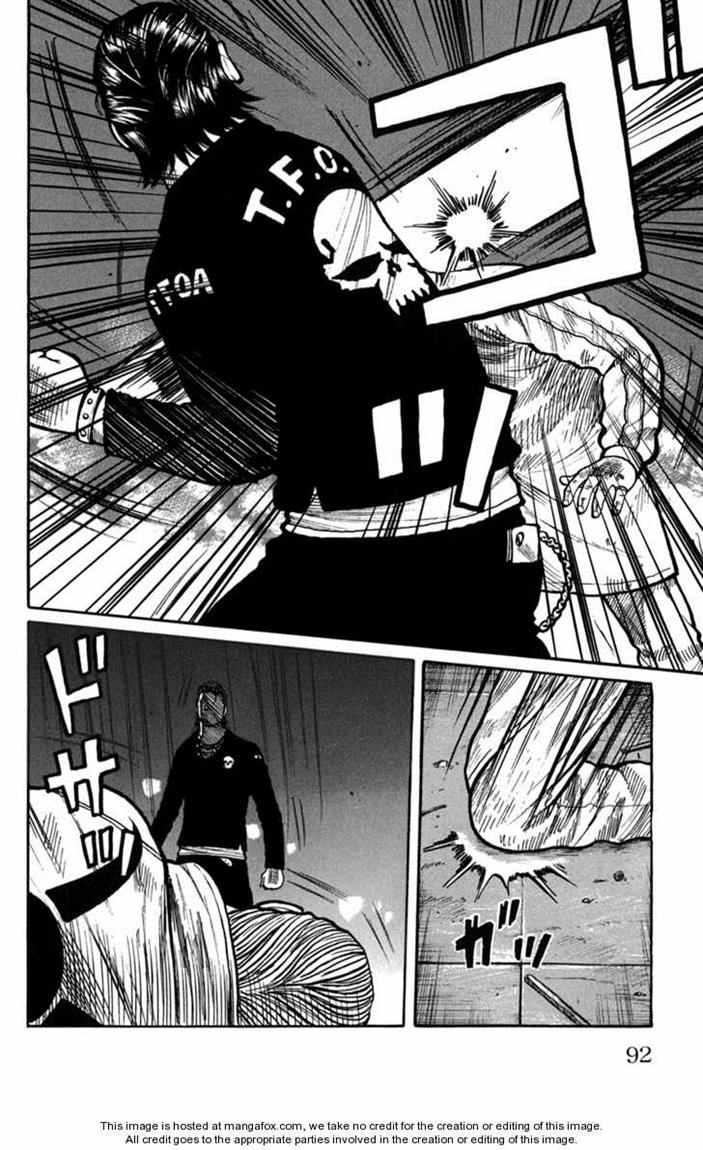 ゴッ
T.F.O.
ガッ
ドサッ
92
This image is hosted at mangafox.com, we take no credit for the creation or editing of this image.
All credit goes to the appropriate parties involved in the creation or editing of this image.